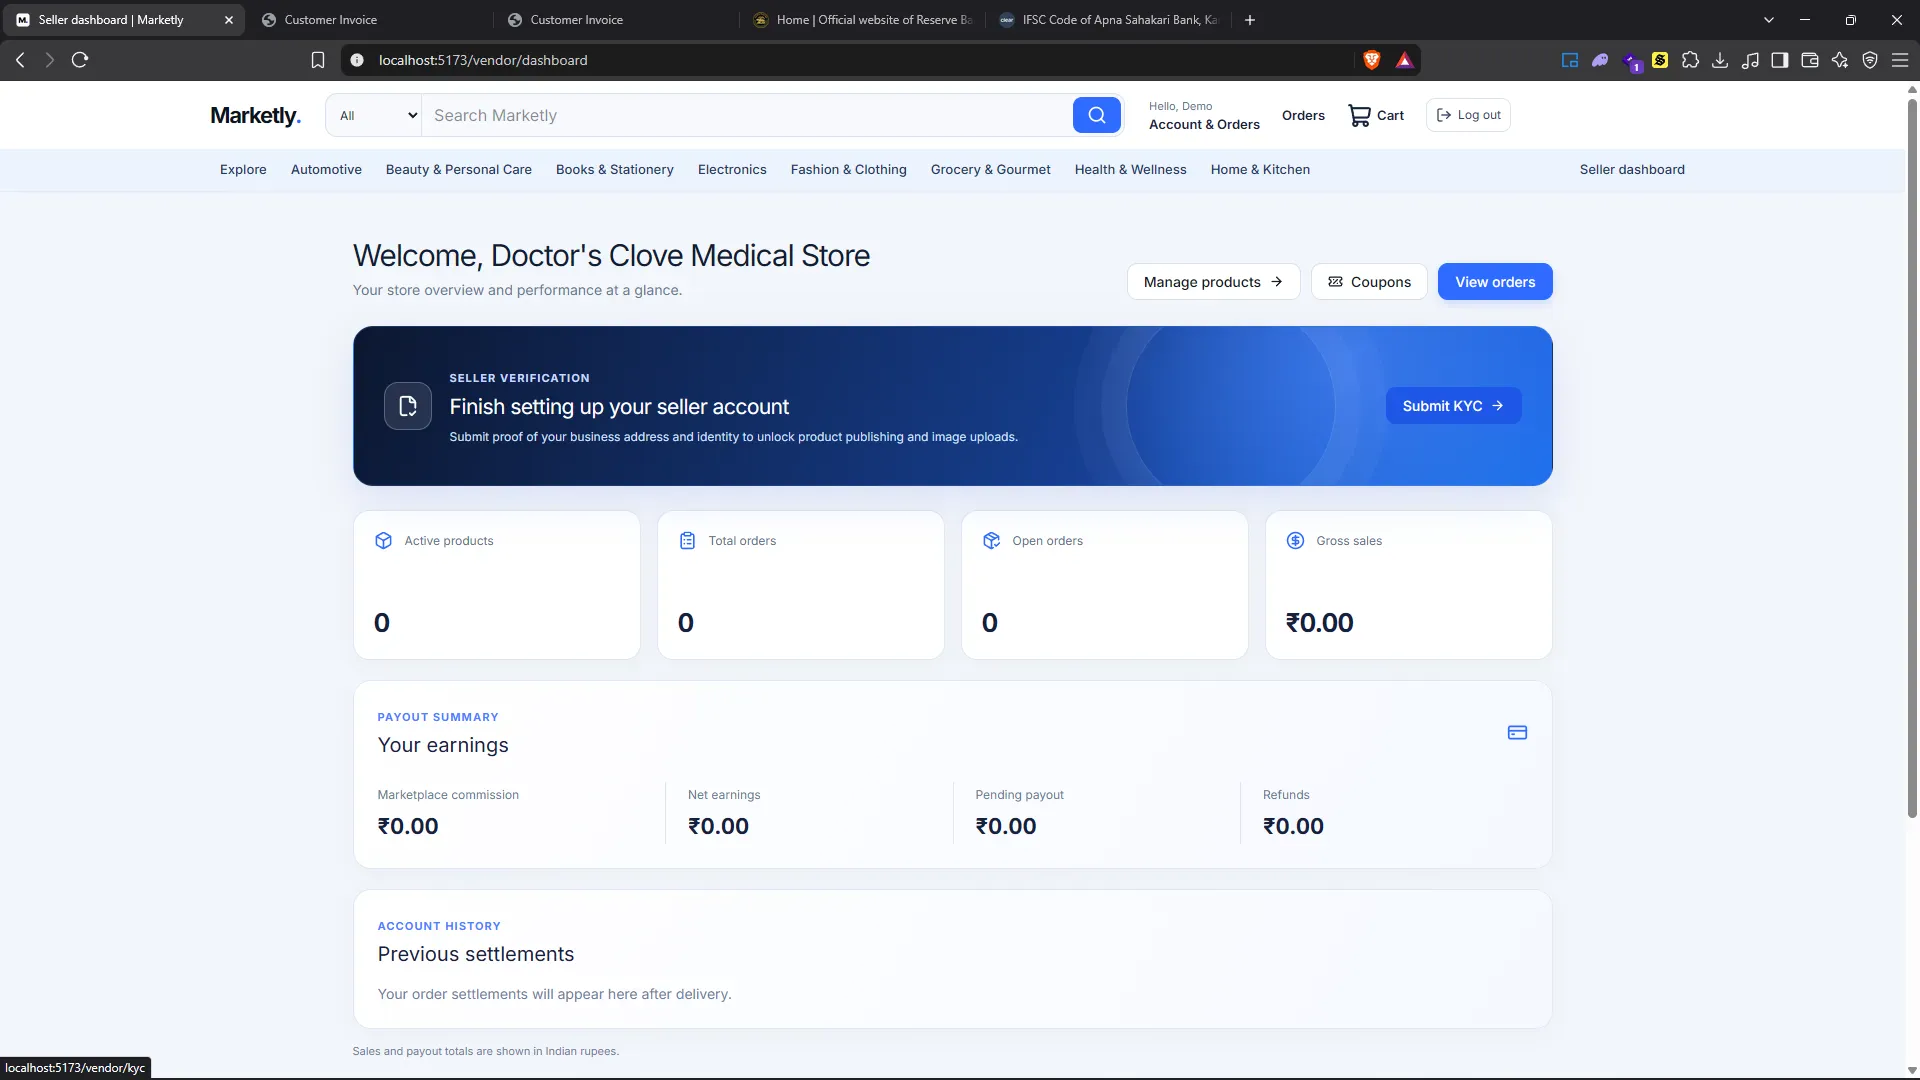 Seller dashboard | Marketly
Customer Invoice
Customer Invoice
Home | Official website of Reserve Ba
IFSC Code of Apna Sahakari Bank, Ka
localhost:5173/vendor/dashboard
1
Marketly.
All
Search Marketly
Hello, Demo
Account & Orders
Orders
Cart
Log out
Explore
Automotive
Beauty & Personal Care
Books & Stationery
Electronics
Fashion & Clothing
Grocery & Gourmet
Health & Wellness
Home & Kitchen
Seller dashboard
Welcome, Doctor's Clove Medical Store
Your store overview and performance at a glance.
Manage products
Coupons
View orders
SELLER VERIFICATION
Finish setting up your seller account
Submit proof of your business address and identity to unlock product publishing and image uploads.
Submit KYC
Active products
0
Total orders
0
Open orders
0
Gross sales
₹0.00
PAYOUT SUMMARY
Your earnings
Marketplace commission
₹0.00
Net earnings
₹0.00
Pending payout
₹0.00
Refunds
₹0.00
ACCOUNT HISTORY
Previous settlements
Your order settlements will appear here after delivery.
Sales and payout totals are shown in Indian rupees.
localhost:5173/vendor/kyc